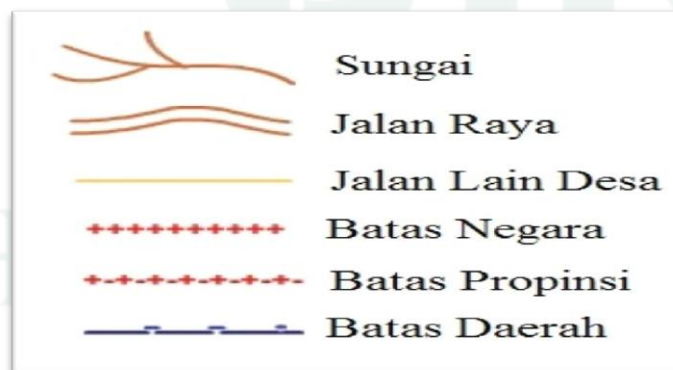 Sungai
Jalan Raya
Jalan Lain Desa
Batas Negara
Batas Propinsi
Batas Daerah